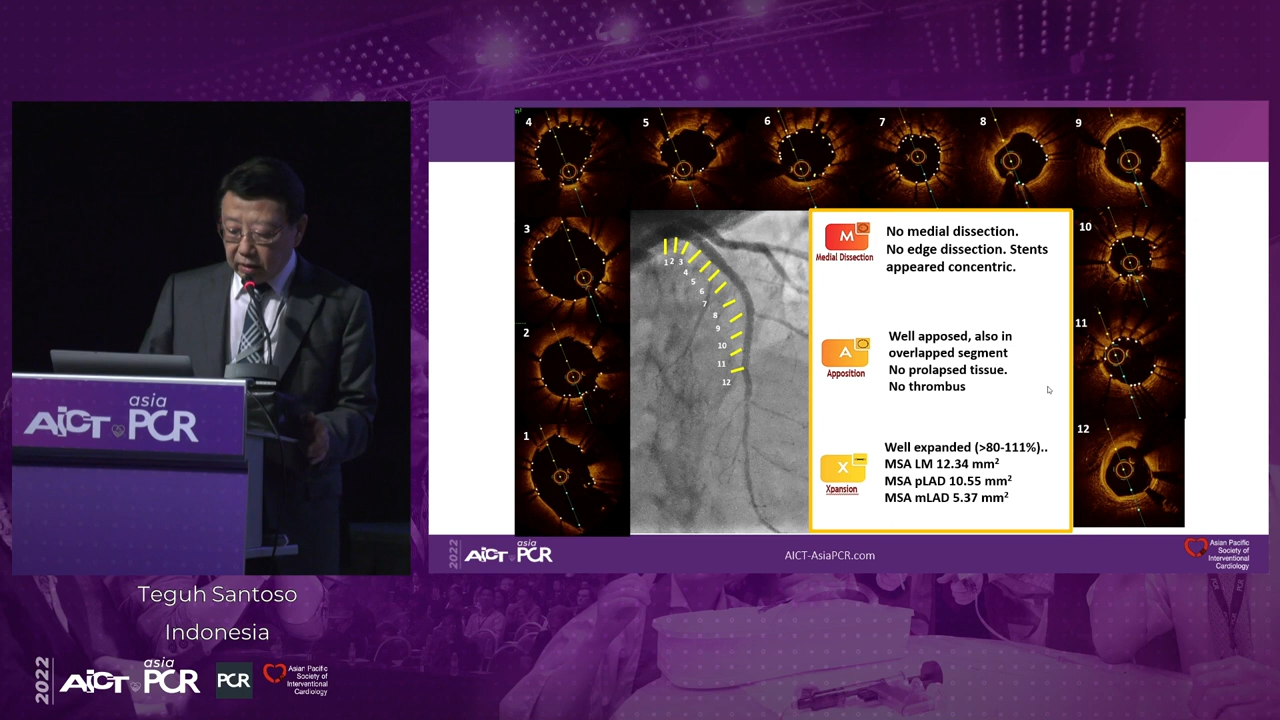 4
5
6
7
8
9
3
10
2
11
1
12
1 2 3
4
5
6
7
8
9
10
11
12
M
Medial Dissection
No medial dissection.
No edge dissection. Stents
appeared concentric.
A
Apposition
Well apposed, also in
overlapped segment
No prolapsed tissue.
No thrombus
X
Xpansion
Well expanded (>80-111%)..
MSA LM 12.34 mm²
MSA pLAD 10.55 mm²
MSA mLAD 5.37 mm²
2022
AICT asia PCR
AICT-AsiaPCR.com
Asian Pacific
Society of
Interventional
Cardiology
AICT asia PCR
Teguh Santoso
Indonesia
2022
AICT asia PCR
PCR
Asian Pacific
Society of
Interventional
Cardiology